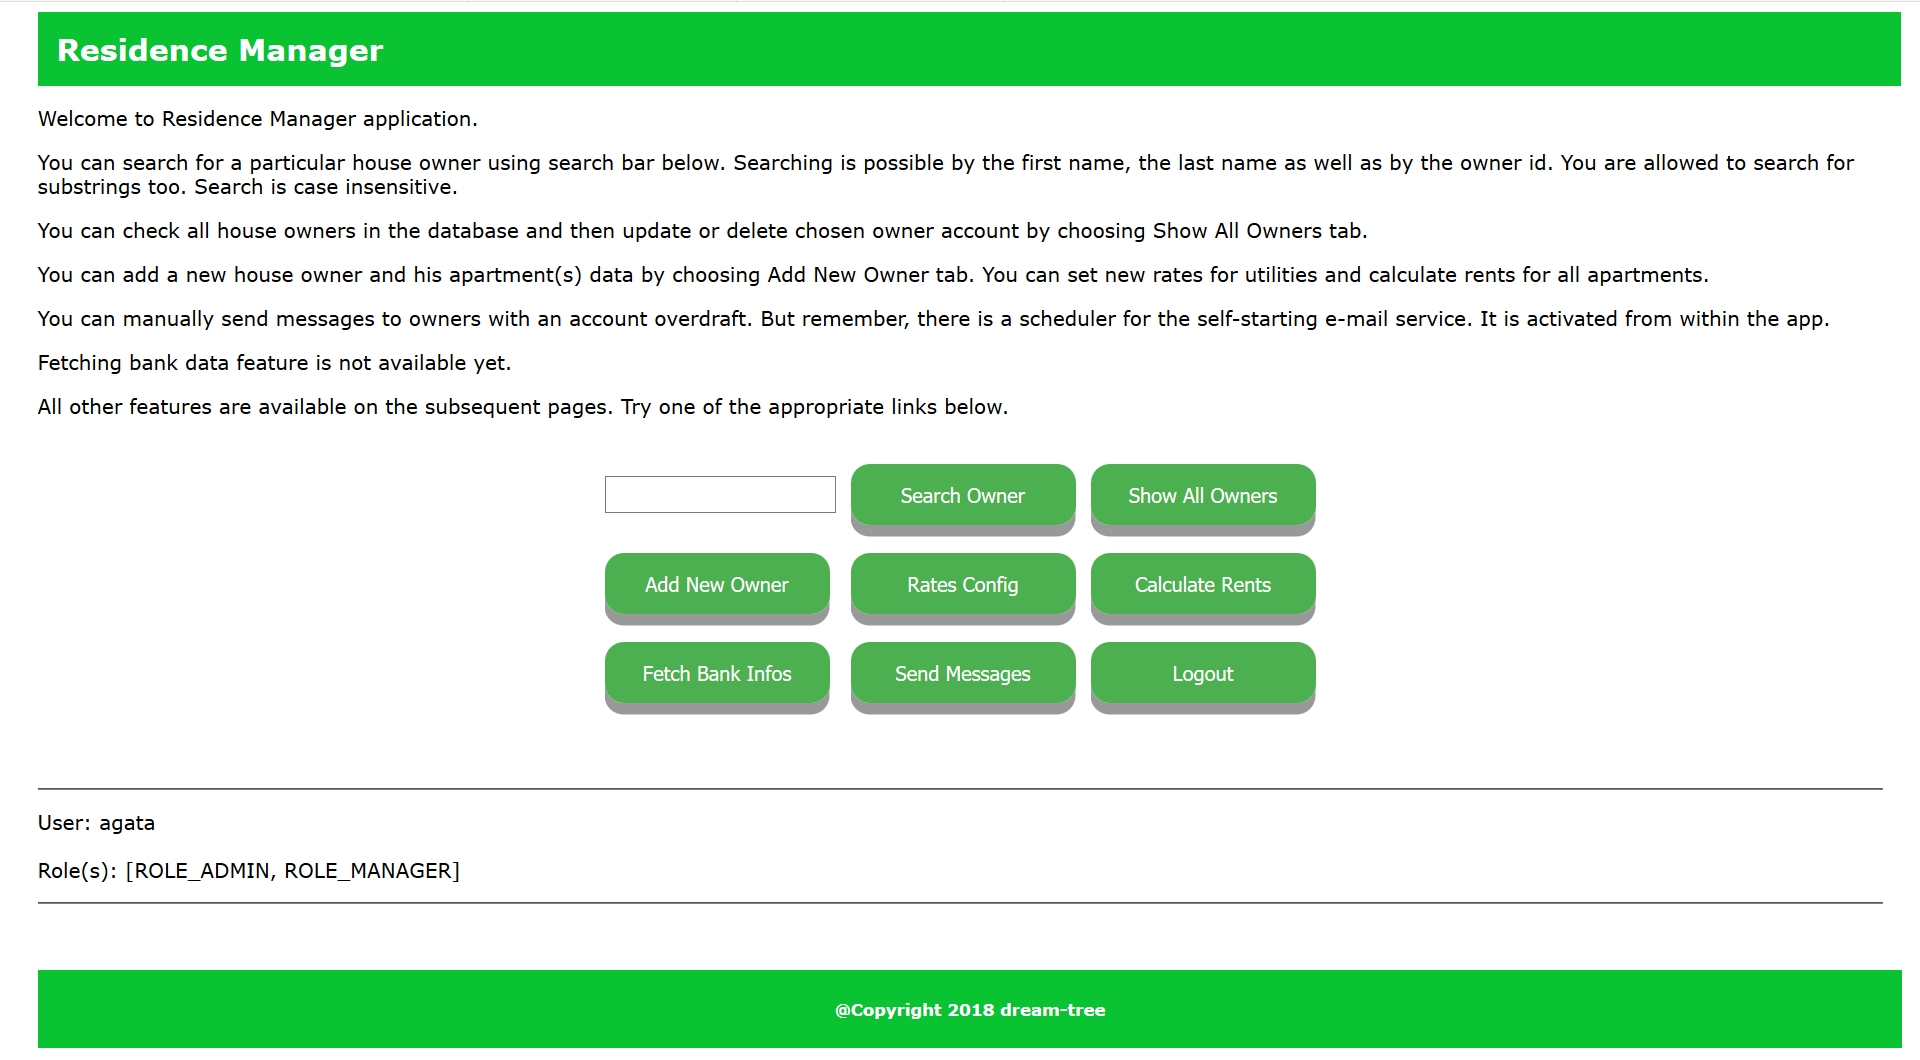 Residence Manager
Welcome to Residence Manager application.
You can search for a particular house owner using search bar below. Searching is possible by the first name, the last name as well as by the owner id. You are allowed to search for
substrings too. Search is case insensitive.
You can check all house owners in the database and then update or delete chosen owner account by choosing Show All Owners tab.
You can add a new house owner and his apartment(s) data by choosing Add New Owner tab. You can set new rates for utilities and calculate rents for all apartments.
You can manually send messages to owners with an account overdraft. But remember, there is a scheduler for the self-starting e-mail service. It is activated from within the app.
Fetching bank data feature is not available yet.
All other features are available on the subsequent pages. Try one of the appropriate links below.
Search Owner
Show All Owners
Add New Owner
Rates Config
Calculate Rents
Fetch Bank Infos
Send Messages
Logout
User: agata
Role(s): [ROLE_ADMIN, ROLE_MANAGER]
@Copyright 2018 dream-tree